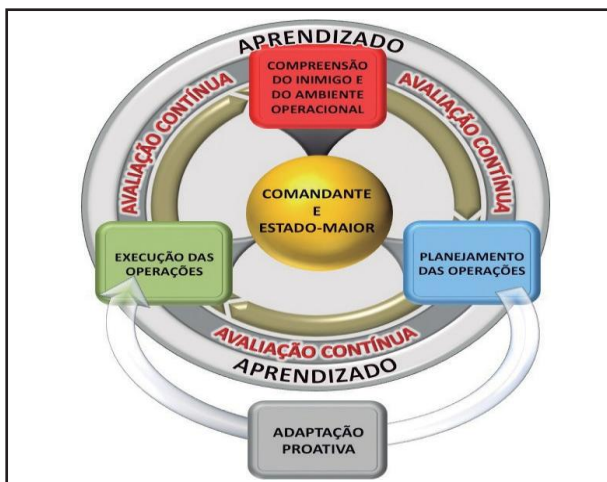 APRENDIZADO
COMPREENSÃO
DO INIMIGO E
DO AMBIENTE
OPERACIONAL
AVALIAÇÃO CONTÍNUA
AVALIAÇÃO CONTÍNUA
COMANDANTE
E
ESTADO-MAIOR
EXECUÇÃO DAS
OPERAÇÕES
PLANEJAMENTO
DAS OPERAÇÕES
AVALIAÇÃO CONTÍNUA
APRENDIZADO
ADAPTAÇÃO
PROATIVA